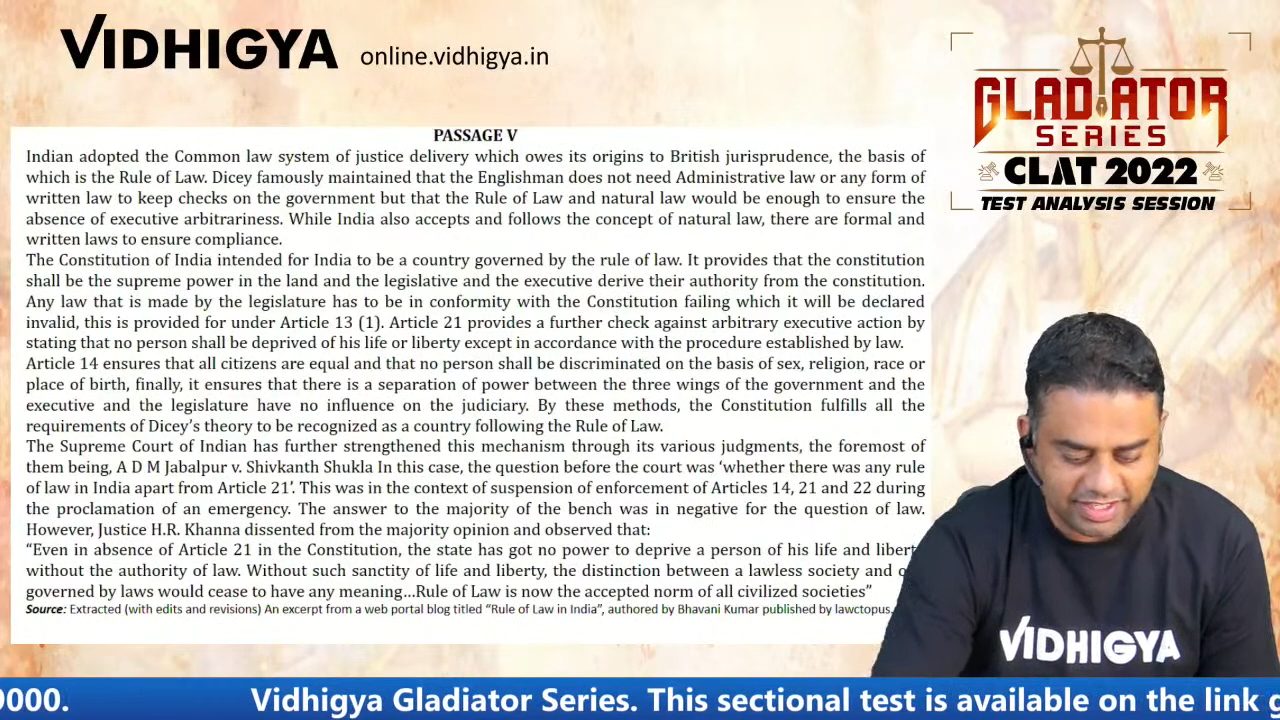 VIDHIGYA online.vidhigya.in
GLADIATOR
SERIES
CLAT 2022
TEST ANALYSIS SESSION
PASSAGE V
Indian adopted the Common law system of justice delivery which owes its origins to British jurisprudence, the basis of
which is the Rule of Law. Dicey famously maintained that the Englishman does not need Administrative law or any form of
written law to keep checks on the government but that the Rule of Law and natural law would be enough to ensure the
absence of executive arbitrariness. While India also accepts and follows the concept of natural law, there are formal and
written laws to ensure compliance.
The Constitution of India intended for India to be a country governed by the rule of law. It provides that the constitution
shall be the supreme power in the land and the legislative and the executive derive their authority from the constitution.
Any law that is made by the legislature has to be in conformity with the Constitution failing which it will be declared
invalid, this is provided for under Article 13 (1). Article 21 provides a further check against arbitrary executive action by
stating that no person shall be deprived of his life or liberty except in accordance with the procedure established by law.
Article 14 ensures that all citizens are equal and that no person shall be discriminated on the basis of sex, religion, race or
place of birth, finally, it ensures that there is a separation of power between the three wings of the government and the
executive and the legislature have no influence on the judiciary. By these methods, the Constitution fulfills all the
requirements of Dicey's theory to be recognized as a country following the Rule of Law.
The Supreme Court of Indian has further strengthened this mechanism through its various judgments, the foremost of
them being, A D M Jabalpur v. Shivkanth Shukla In this case, the question before the court was 'whether there was any rule
of law in India apart from Article 21'. This was in the context of suspension of enforcement of Articles 14, 21 and 22 during
the proclamation of an emergency. The answer to the majority of the bench was in negative for the question of law.
However, Justice H.R. Khanna dissented from the majority opinion and observed that:
"Even in absence of Article 21 in the Constitution, the state has got no power to deprive a person of his life and
without the authority of law. Without such sanctity of life and liberty, the distinction between a lawless society and
governed by laws would cease to have any meaning...Rule of Law is now the accepted norm of all civilized societies"
Source: Extracted (with edits and revisions) An excerpt from a web portal blog titled "Rule of Law in India", authored by Bhavani Kumar published by lawctopus.
VIDHIGYA
000. Vidhigya Gladiator Series. This sectional test is available on the link